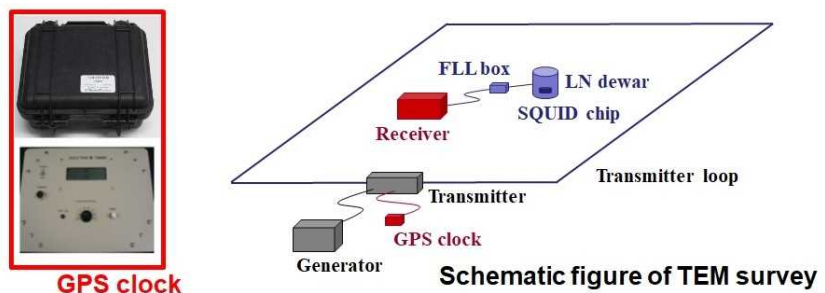 GPS clock
FLL box
LN dewar
SQUID chip
Receiver
Transmitter
Transmitter loop
GPS clock
Generator
Schematic figure of TEM survey